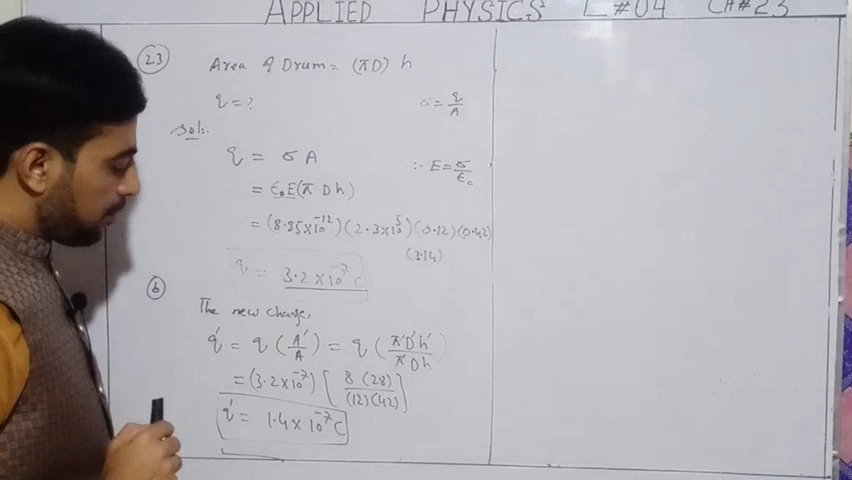 APPLIED PHYSICS L#04 CH#23
23 Area of Drum = (πD) h
q = ? σ = q/A
Sol:.
q = σ A ∴ E = σ/ε₀
= ε₀E(π D h)
= (8.85×10⁻¹²)(2.3×10⁵)(0.12)(0.42)
(3.14)
q = 3.2×10⁻⁷ C
b
The new charge,
q' = q (A'/A) = q (π'D'h'/π Dh)
= (3.2×10⁻⁷) [8(28)/(12)(42)]
q' = 1.4×10⁻⁷ C